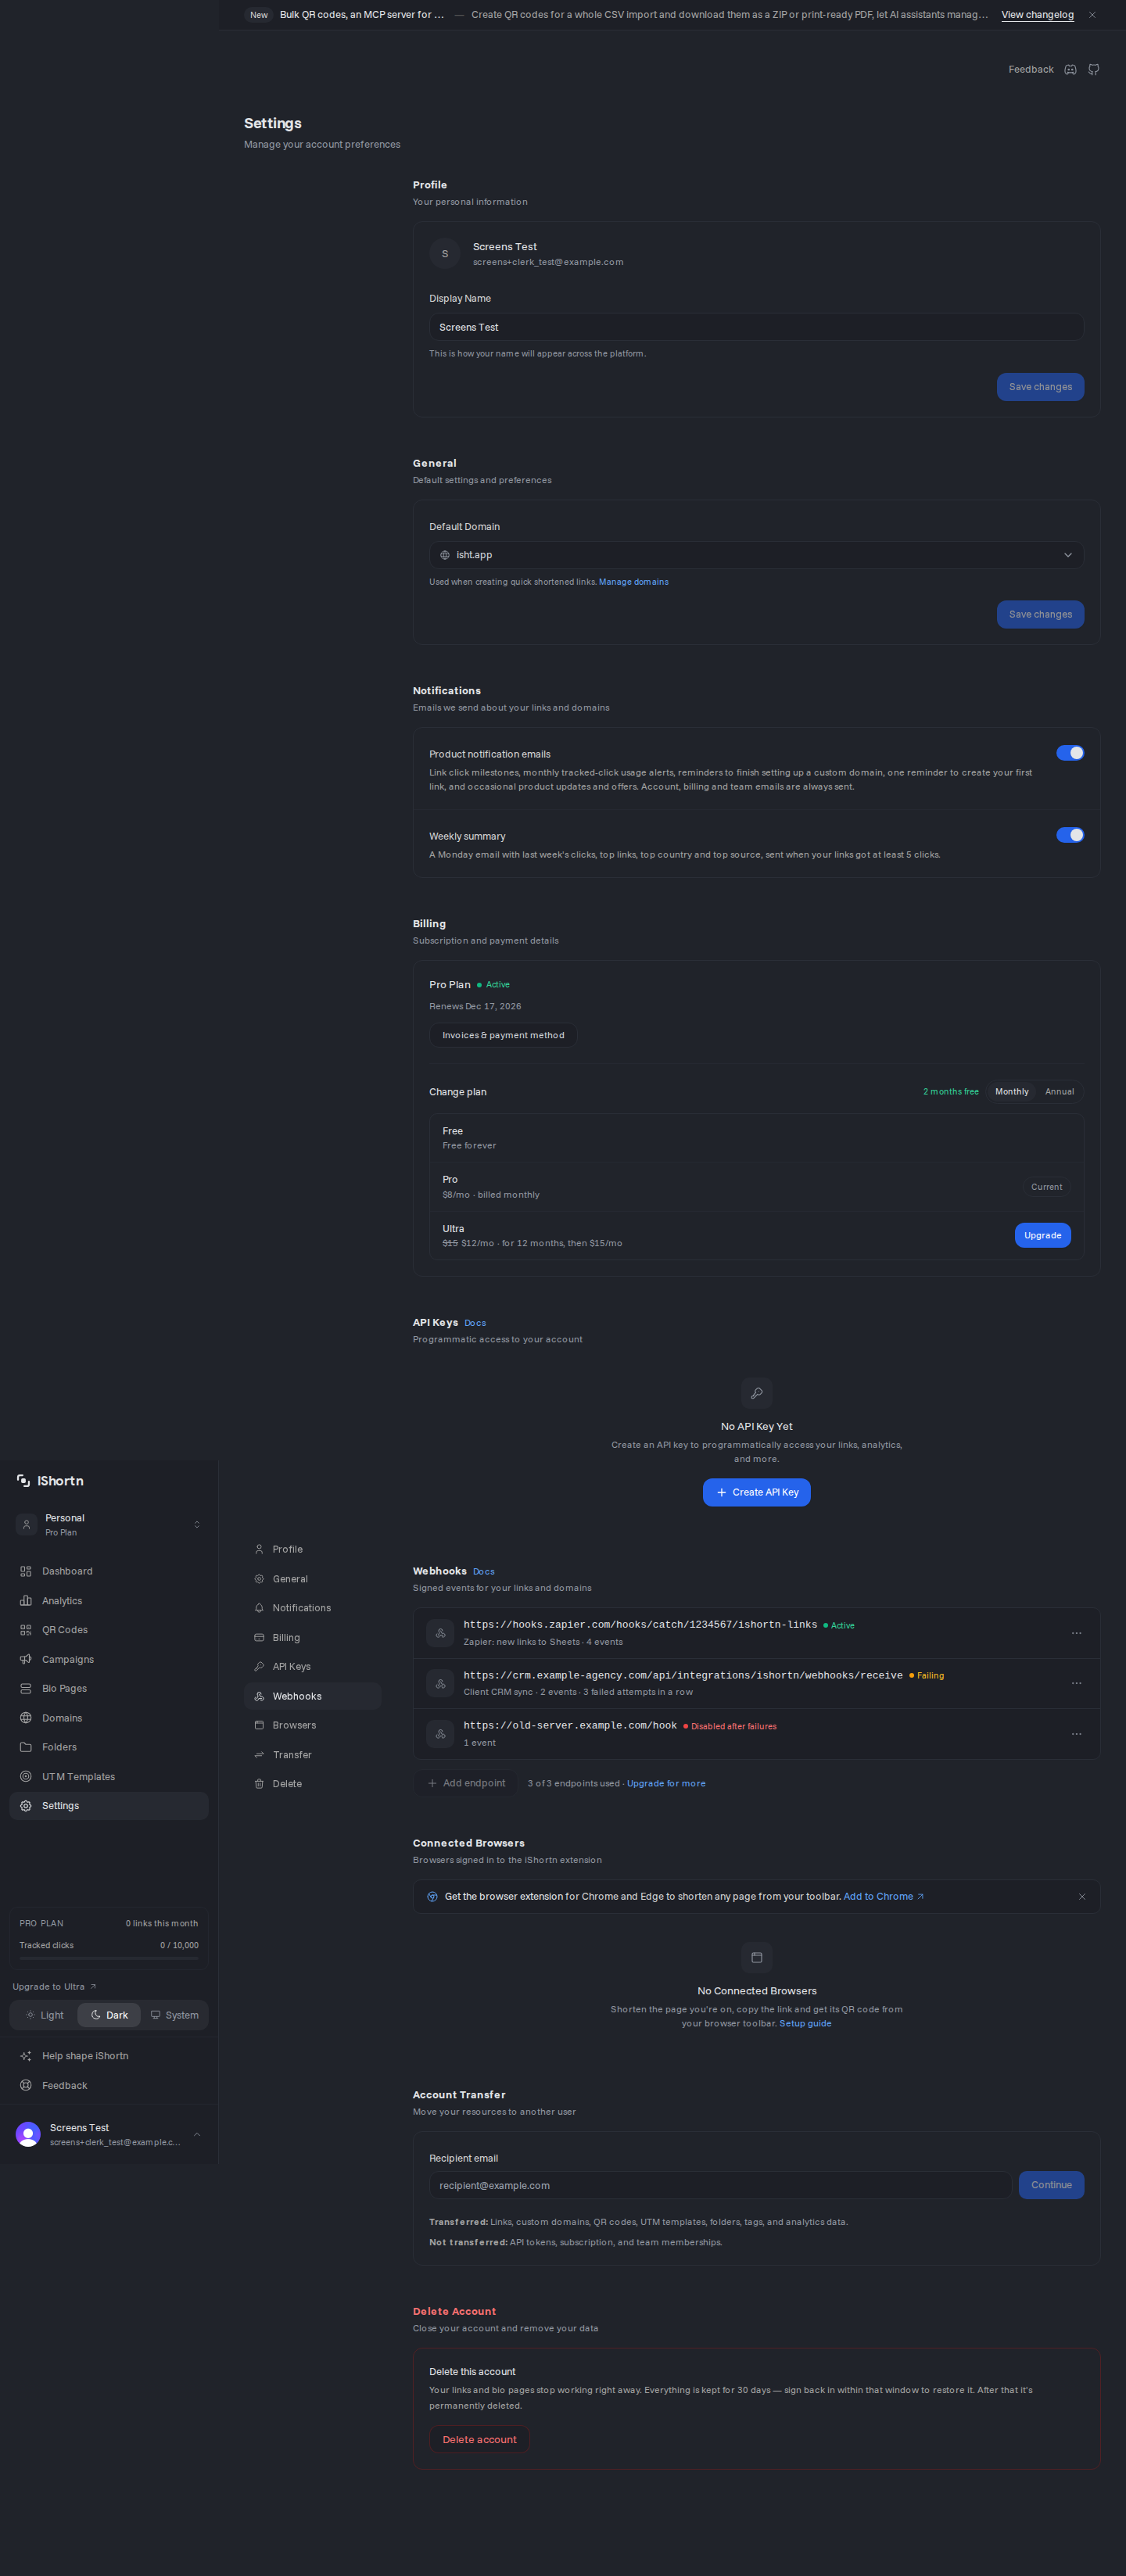 New Bulk QR codes, an MCP server for … — Create QR codes for a whole CSV import and download them as a ZIP or print-ready PDF, let AI assistants manag… View changelog
Feedback
Settings
Manage your account preferences
Profile
Your personal information
S
Screens Test
screens+clerk_test@example.com
Display Name
Screens Test
This is how your name will appear across the platform.
Save changes
General
Default settings and preferences
Default Domain
isht.app
Used when creating quick shortened links. Manage domains
Save changes
Notifications
Emails we send about your links and domains
Product notification emails
Link click milestones, monthly tracked-click usage alerts, reminders to finish setting up a custom domain, one reminder to create your first
link, and occasional product updates and offers. Account, billing and team emails are always sent.
Weekly summary
A Monday email with last week's clicks, top links, top country and top source, sent when your links got at least 5 clicks.
Billing
Subscription and payment details
Pro Plan Active
Renews Dec 17, 2026
Invoices & payment method
Change plan 2 months free Monthly Annual
Free
Free forever
Pro
$8/mo · billed monthly
Current
Ultra
$15 $12/mo · for 12 months, then $15/mo
Upgrade
API Keys Docs
Programmatic access to your account
No API Key Yet
Create an API key to programmatically access your links, analytics,
and more.
Create API Key
IShortn
Personal
Pro Plan
Dashboard
Analytics
QR Codes
Campaigns
Bio Pages
Domains
Folders
UTM Templates
Settings
PRO PLAN 0 links this month
Tracked clicks 0 / 10,000
Upgrade to Ultra
Light Dark System
Help shape iShortn
Feedback
Screens Test
screens+clerk_test@example.c…
Profile
General
Notifications
Billing
API Keys
Webhooks
Browsers
Transfer
Delete
Webhooks Docs
Signed events for your links and domains
https://hooks.zapier.com/hooks/catch/1234567/ishortn-links Active
Zapier: new links to Sheets · 4 events
https://crm.example-agency.com/api/integrations/ishortn/webhooks/receive Failing
Client CRM sync · 2 events · 3 failed attempts in a row
https://old-server.example.com/hook Disabled after failures
1 event
Add endpoint 3 of 3 endpoints used · Upgrade for more
Connected Browsers
Browsers signed in to the iShortn extension
Get the browser extension for Chrome and Edge to shorten any page from your toolbar. Add to Chrome
No Connected Browsers
Shorten the page you're on, copy the link and get its QR code from
your browser toolbar. Setup guide
Account Transfer
Move your resources to another user
Recipient email
recipient@example.com
Continue
Transferred: Links, custom domains, QR codes, UTM templates, folders, tags, and analytics data.
Not transferred: API tokens, subscription, and team memberships.
Delete Account
Close your account and remove your data
Delete this account
Your links and bio pages stop working right away. Everything is kept for 30 days — sign back in within that window to restore it. After that it's
permanently deleted.
Delete account